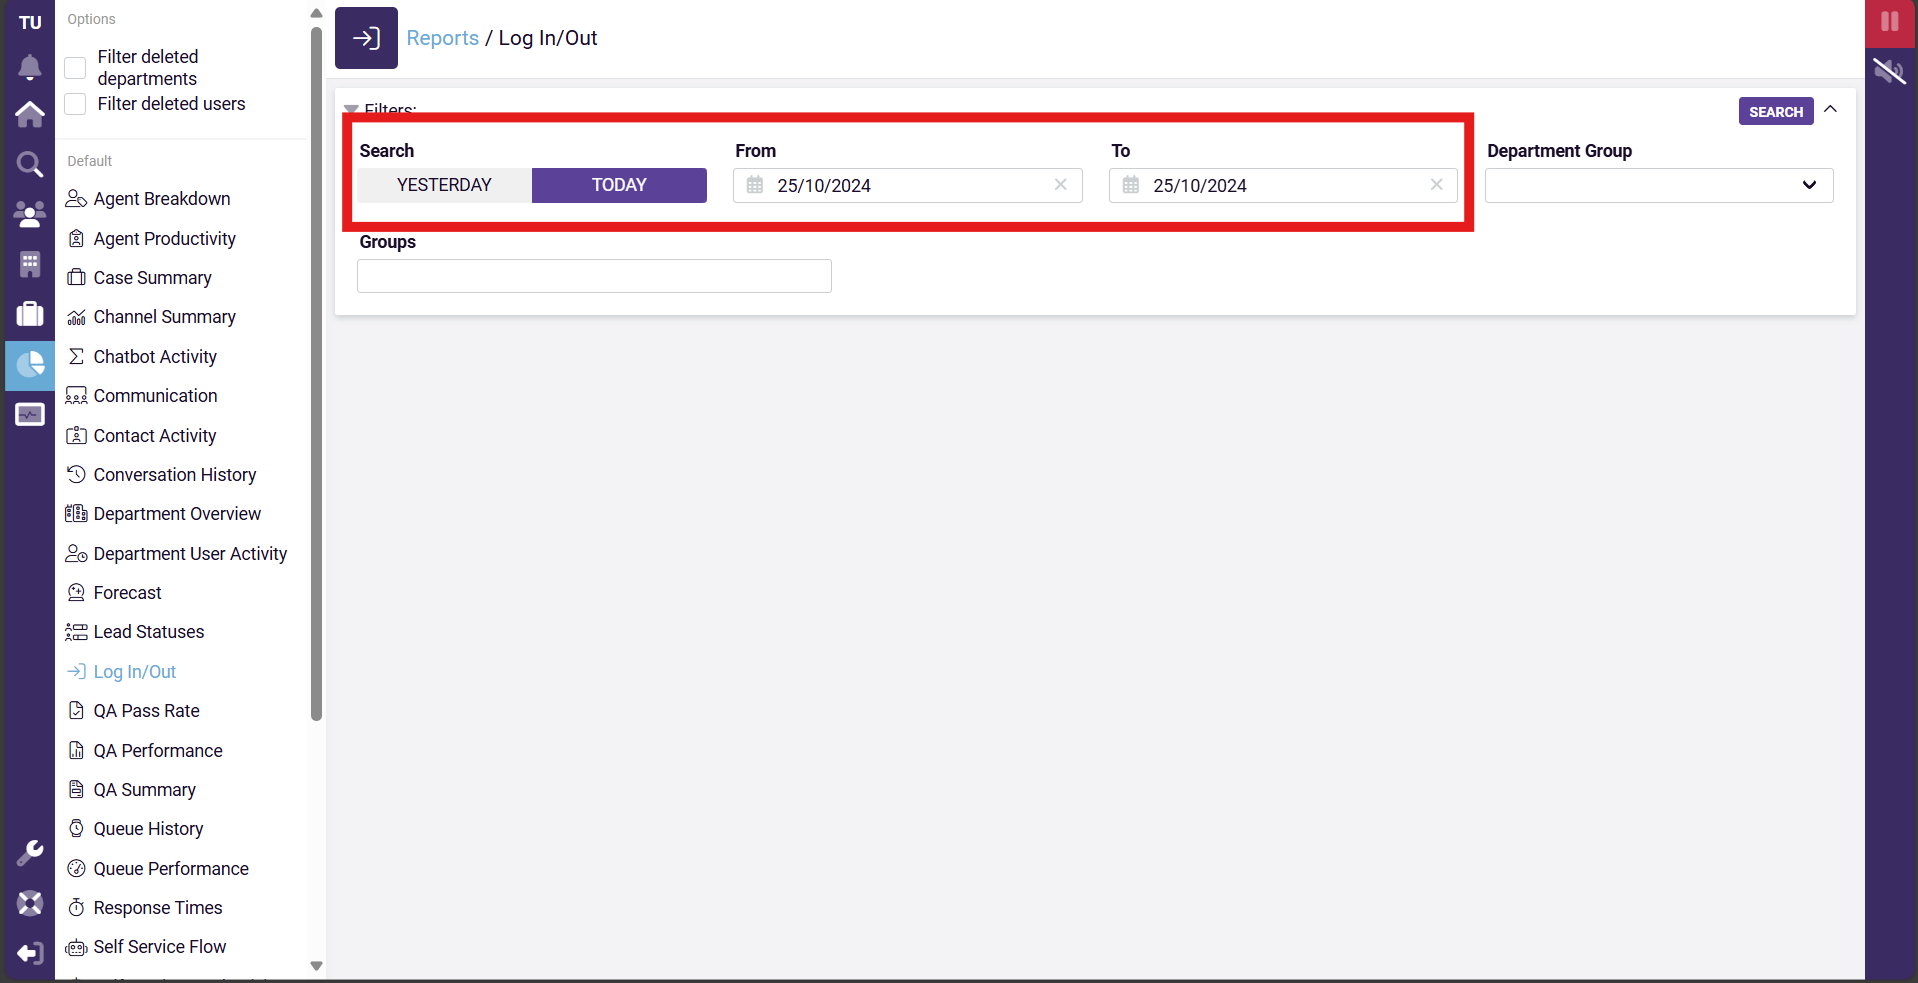 TU
Options
Filter deleted
departments
Filter deleted users
Default
Agent Breakdown
Agent Productivity
Case Summary
Channel Summary
Chatbot Activity
Communication
Contact Activity
Conversation History
Department Overview
Department User Activity
Forecast
Lead Statuses
Log In/Out
QA Pass Rate
QA Performance
QA Summary
Queue History
Queue Performance
Response Times
Self Service Flow
Reports / Log In/Out
Filters:
SEARCH
Search
YESTERDAY TODAY
From
25/10/2024
To
25/10/2024
Department Group
Groups